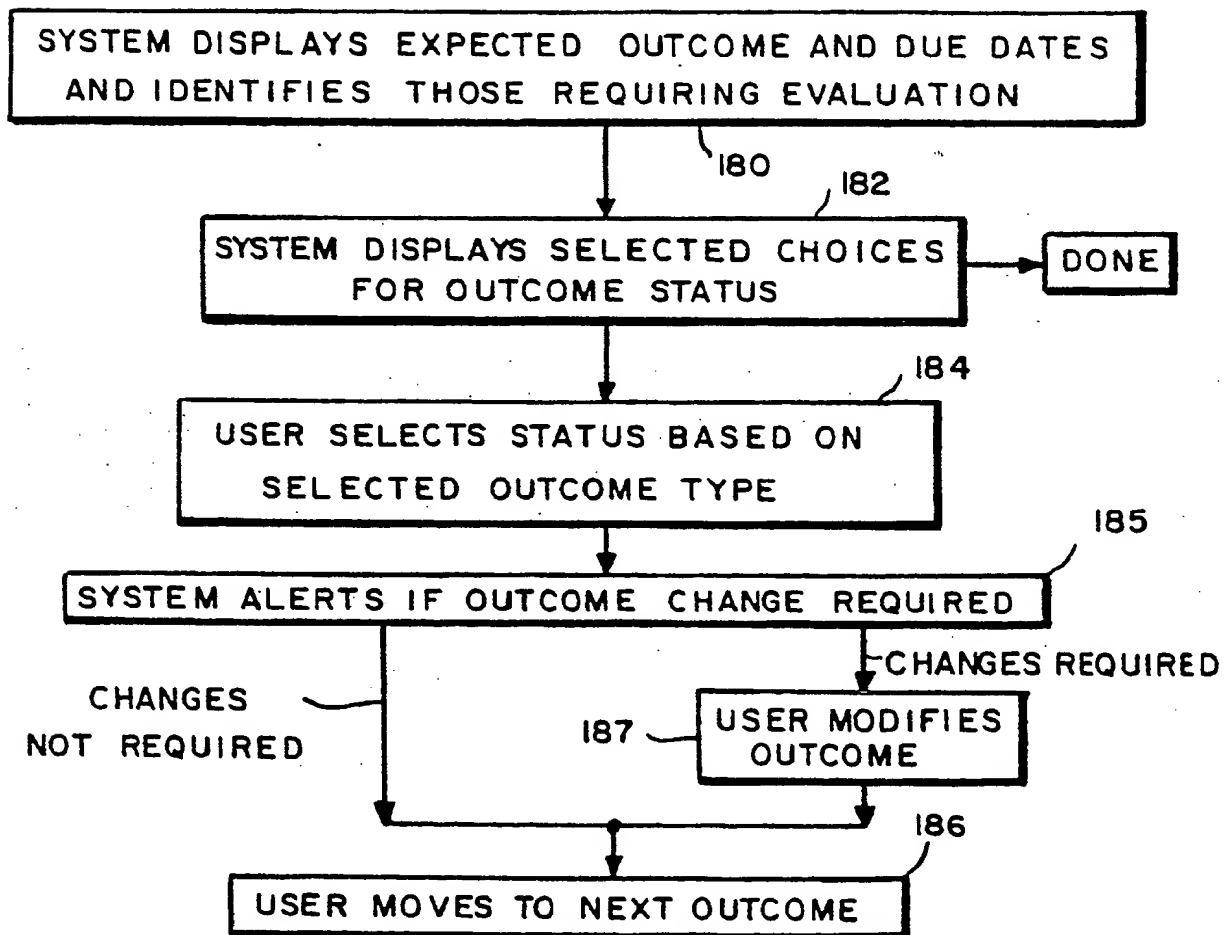 SYSTEM DISPLAYS EXPECTED OUTCOME AND DUE DATES
AND IDENTIFIES THOSE REQUIRING EVALUATION
180
182
SYSTEM DISPLAYS SELECTED CHOICES
FOR OUTCOME STATUS
DONE
184
USER SELECTS STATUS BASED ON
SELECTED OUTCOME TYPE
185
SYSTEM ALERTS IF OUTCOME CHANGE REQUIRED
CHANGES
NOT REQUIRED
CHANGES REQUIRED
187
USER MODIFIES
OUTCOME
186
USER MOVES TO NEXT OUTCOME